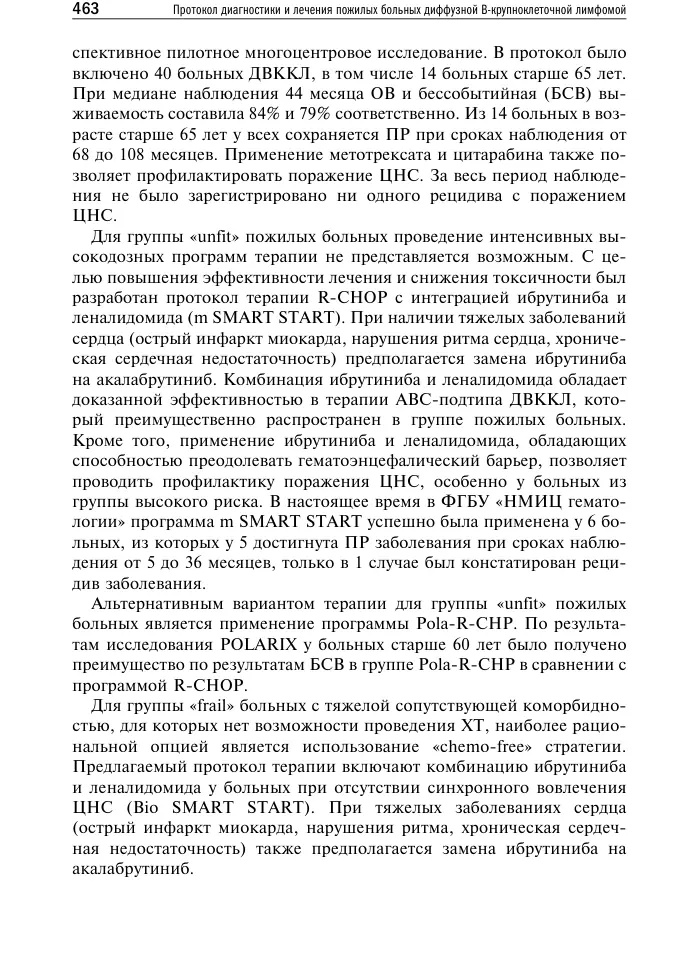 463 Протокол диагностики и лечения пожилых больных диффузной В-крупноклеточной лимфомой
спективное пилотное многоцентровое исследование. В протокол было
включено 40 больных ДВККЛ, в том числе 14 больных старше 65 лет.
При медиане наблюдения 44 месяца ОВ и бессобытийная (БСВ) вы-
живаемость составила 84% и 79% соответственно. Из 14 больных в воз-
расте старше 65 лет у всех сохраняется ПР при сроках наблюдения от
68 до 108 месяцев. Применение метотрексата и цитарабина также по-
зволяет профилактировать поражение ЦНС. За весь период наблюде-
ния не было зарегистрировано ни одного рецидива с поражением
ЦНС.
Для группы «unfit» пожилых больных проведение интенсивных вы-
сокодозных программ терапии не представляется возможным. С це-
лью повышения эффективности лечения и снижения токсичности был
разработан протокол терапии R-CHOP с интеграцией ибрутиниба и
леналидомида (m SMART START). При наличии тяжелых заболеваний
сердца (острый инфаркт миокарда, нарушения ритма сердца, хрониче-
ская сердечная недостаточность) предполагается замена ибрутиниба
на акалабрутиниб. Комбинация ибрутиниба и леналидомида обладает
доказанной эффективностью в терапии АВС-подтипа ДВККЛ, кото-
рый преимущественно распространен в группе пожилых больных.
Кроме того, применение ибрутиниба и леналидомида, обладающих
способностью преодолевать гематоэнцефалический барьер, позволяет
проводить профилактику поражения ЦНС, особенно у больных из
группы высокого риска. В настоящее время в ФГБУ «НМИЦ гемато-
логии» программа m SMART START успешно была применена у 6 бо-
льных, из которых у 5 достигнута ПР заболевания при сроках наблю-
дения от 5 до 36 месяцев, только в 1 случае был констатирован реци-
див заболевания.
Альтернативным вариантом терапии для группы «unfit» пожилых
больных является применение программы Pola-R-CHP. По результа-
там исследования POLARIX у больных старше 60 лет было получено
преимущество по результатам БСВ в группе Pola-R-CHP в сравнении с
программой R-CHOP.
Для группы «frail» больных с тяжелой сопутствующей коморбидно-
стью, для которых нет возможности проведения ХТ, наиболее рацио-
нальной опцией является использование «chemo-free» стратегии.
Предлагаемый протокол терапии включают комбинацию ибрутиниба
и леналидомида у больных при отсутствии синхронного вовлечения
ЦНС (Bio SMART START). При тяжелых заболеваниях сердца
(острый инфаркт миокарда, нарушения ритма, хроническая сердеч-
ная недостаточность) также предполагается замена ибрутиниба на
акалабрутиниб.